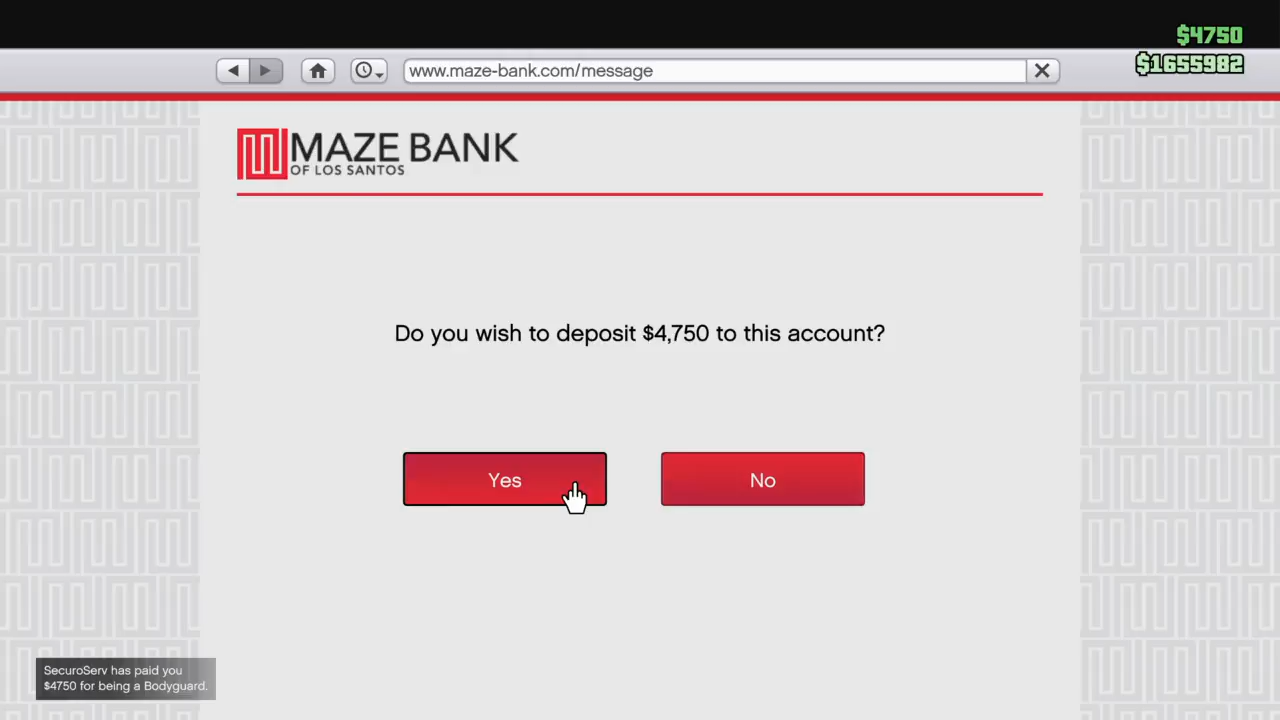 $4750
$1655982
www.maze-bank.com/message
MAZE BANK
OF LOS SANTOS
Do you wish to deposit $4,750 to this account?
Yes
No
SecuroServ has paid you
$4750 for being a Bodyguard.